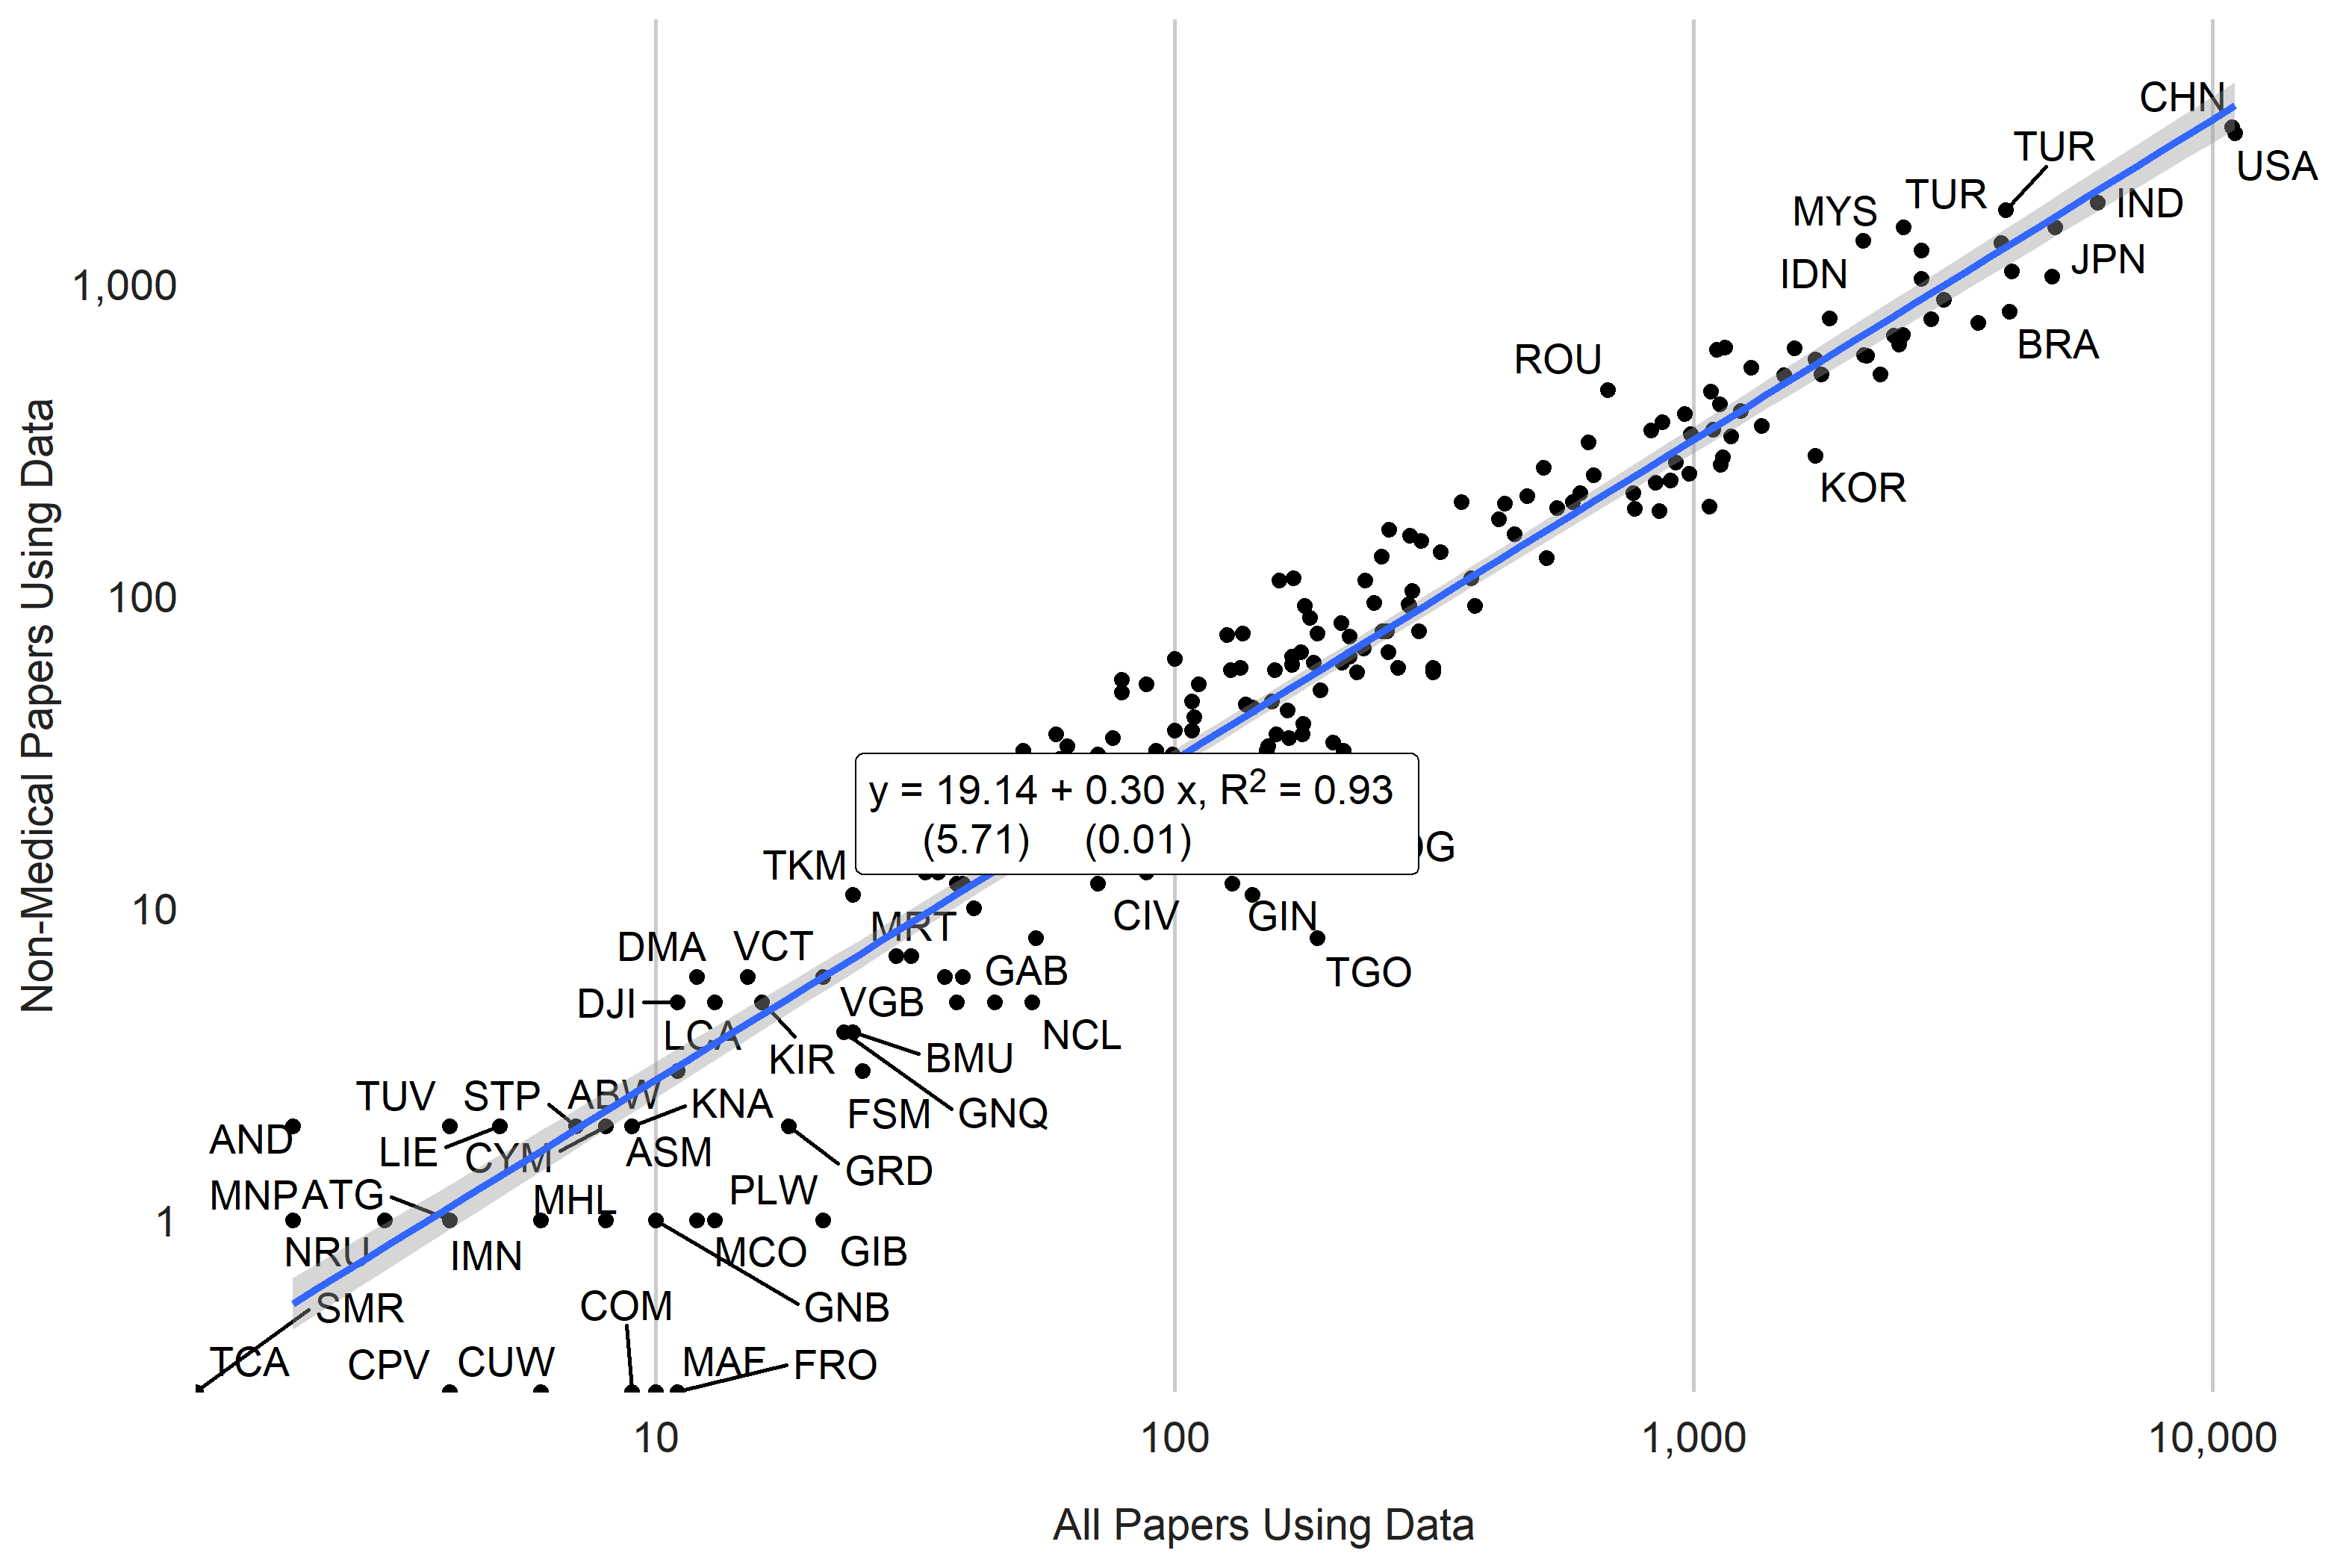 CHN
TUR
USA
MYS
TUR
IND
IDN
JPN
1,000
BRA
ROU
KOR
100
y = 19.14 + 0.30 x, R2 = 0.93
(5.71) (0.01)
TKM
10
MRT
CIV
GIN
DMA
VCT
GAB
TGO
DJI
VGB
LCA
KIR
BMU
NCL
TUV
STP
ABW
KNA
FSM
GNQ
AND
LIE
CYM
ASM
GRD
MNP
ATG
MHL
PLW
1
NRU
IMN
MCO
GIB
SMR
COM
GNB
TCA
CPV
CUW
MAF
FRO
10
100
1,000
10,000
All Papers Using Data
Non-Medical Papers Using Data